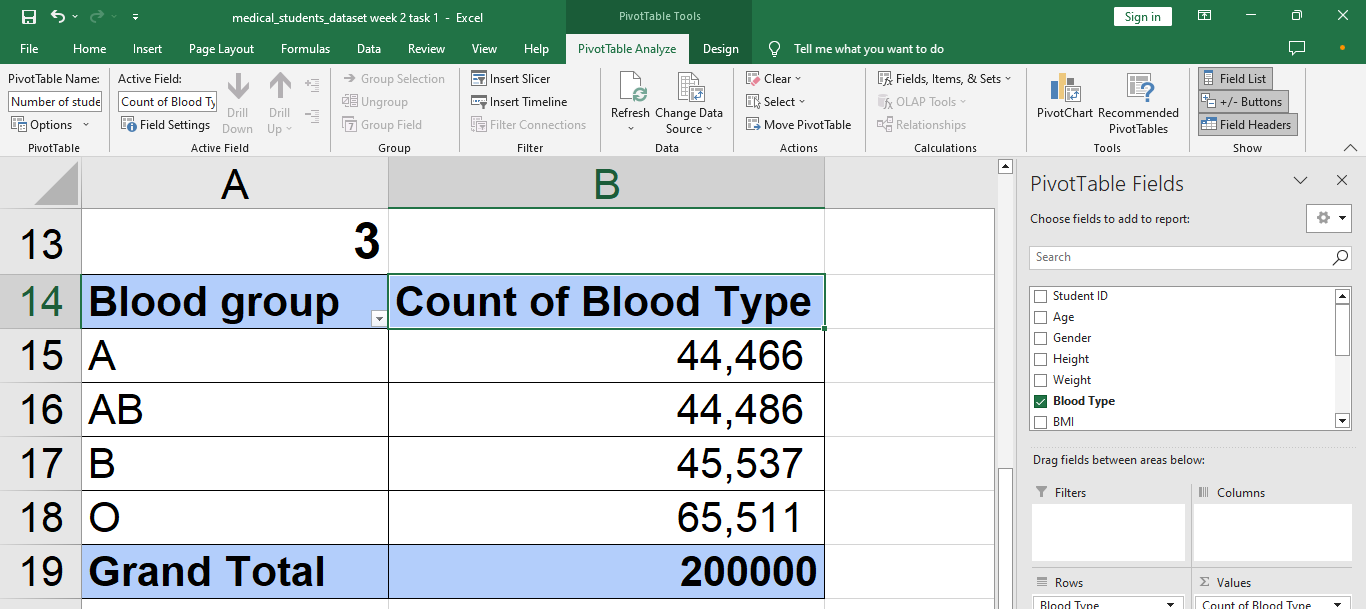 medical_students_dataset week 2 task 1 - Excel
PivotTable Tools
Sign in
File Home Insert Page Layout Formulas Data Review View Help PivotTable Analyze Design Tell me what you want to do
PivotTable Name:
Number of stude
Options
PivotTable
Active Field:
Count of Blood Ty
Field Settings
Drill Down
Drill Up
Active Field
Group Selection
Ungroup
Group Field
Group
Insert Slicer
Insert Timeline
Filter Connections
Filter
Refresh
Change Data Source
Data
Clear
Select
Move PivotTable
Actions
Fields, Items, & Sets
OLAP Tools
Relationships
Calculations
PivotChart
Recommended PivotTables
Tools
Field List
+/- Buttons
Field Headers
Show
A B
13 3
14 Blood group Count of Blood Type
15 A 44,466
16 AB 44,486
17 B 45,537
18 O 65,511
19 Grand Total 200000
PivotTable Fields
Choose fields to add to report:
Search
Student ID
Age
Gender
Height
Weight
Blood Type
BMI
Drag fields between areas below:
Filters
Columns
Rows
Σ Values
Blood Type
Count of Blood Type